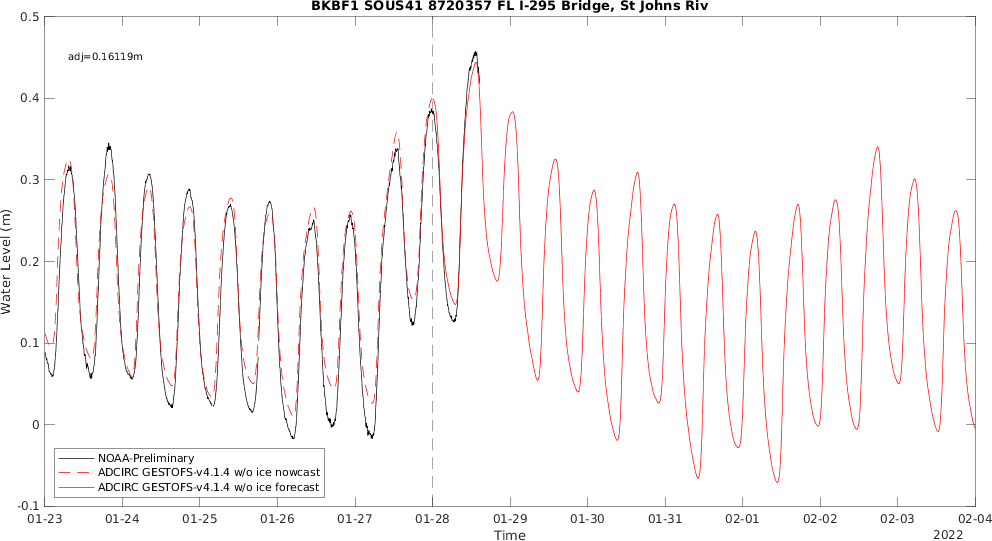 BKBF1 SOUS41 8720357 FL I-295 Bridge, St Johns Riv
adj=0.16119m
0.5
0.4
0.3
0.2
0.1
0
-0.1
Water Level (m)
NOAA-Preliminary
ADCIRC GESTOFS-v4.1.4 w/o ice nowcast
ADCIRC GESTOFS-v4.1.4 w/o ice forecast
01-23 01-24 01-25 01-26 01-27 01-28 01-29 01-30 01-31 02-01 02-02 02-03 02-04
Time
2022